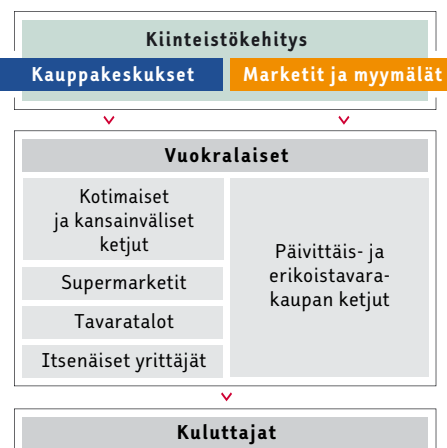 Kiinteistökehitys
Kauppakeskukset
Marketit ja myymälät
Vuokralaiset
Kotimaiset
ja kansainväliset
ketjut
Supermarketit
Tavaratalot
Itsenäiset yrittäjät
Päivittäis- ja
erikoistavara-
kaupan ketjut
Kuluttajat